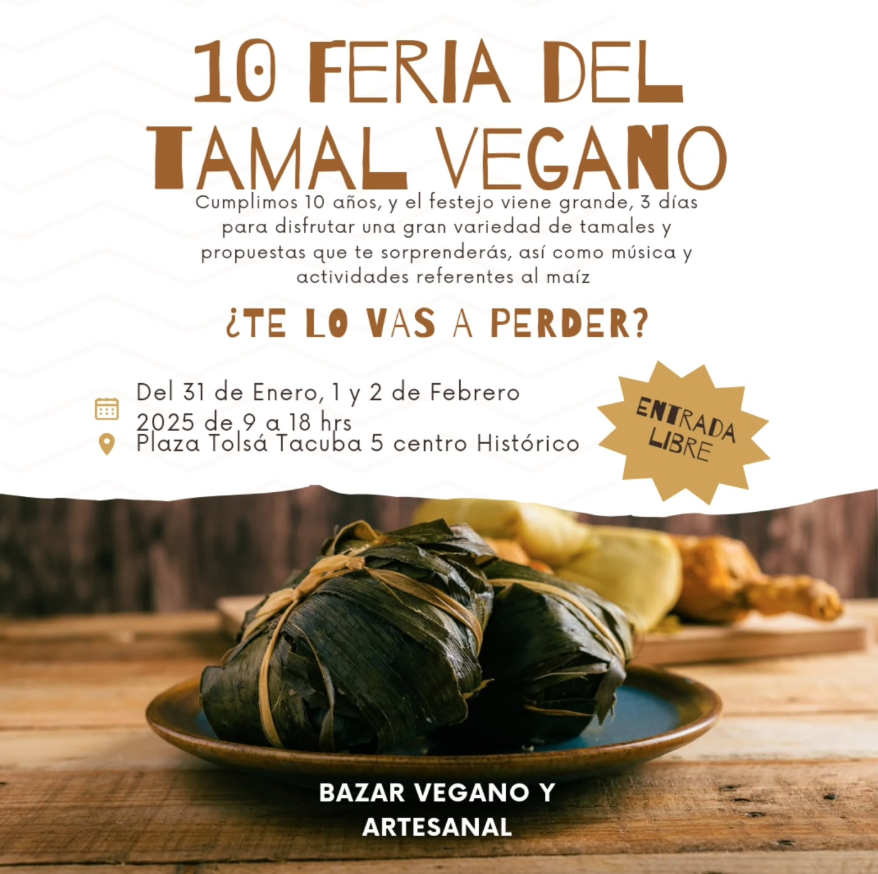 10 FERIA DEL
TAMAL VEGANO
Cumplimos 10 años, y el festejo viene grande, 3 días
para disfrutar una gran variedad de tamales y
propuestas que te sorprenderás, así como música y
actividades referentes al maíz
¿TE LO VAS A PERDER?
Del 31 de Enero, 1 y 2 de Febrero
2025 de 9 a 18 hrs
Plaza Tolsá Tacuba 5 centro Histórico
ENTRADA
LIBRE
BAZAR VEGANO Y
ARTESANAL